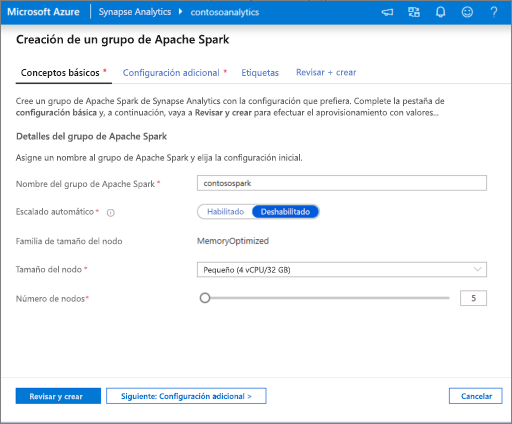 Microsoft Azure Synapse Analytics contosoanalytics ?
Creación de un grupo de Apache Spark
Conceptos básicos * Configuración adicional * Etiquetas Revisar + crear
Cree un grupo de Apache Spark de Synapse Analytics con la configuración que prefiera. Complete la pestaña de
configuración básica y, a continuación, vaya a Revisar y crear para efectuar el aprovisionamiento con valores...
Detalles del grupo de Apache Spark
Asigne un nombre al grupo de Apache Spark y elija la configuración inicial.
Nombre del grupo de Apache Spark * contosospark
Escalado automático * Habilitado Deshabilitado
Familia de tamaño del nodo MemoryOptimized
Tamaño del nodo * Pequeño (4 vCPU/32 GB)
Número de nodos* 5
Revisar y crear Siguiente: Configuración adicional > Cancelar